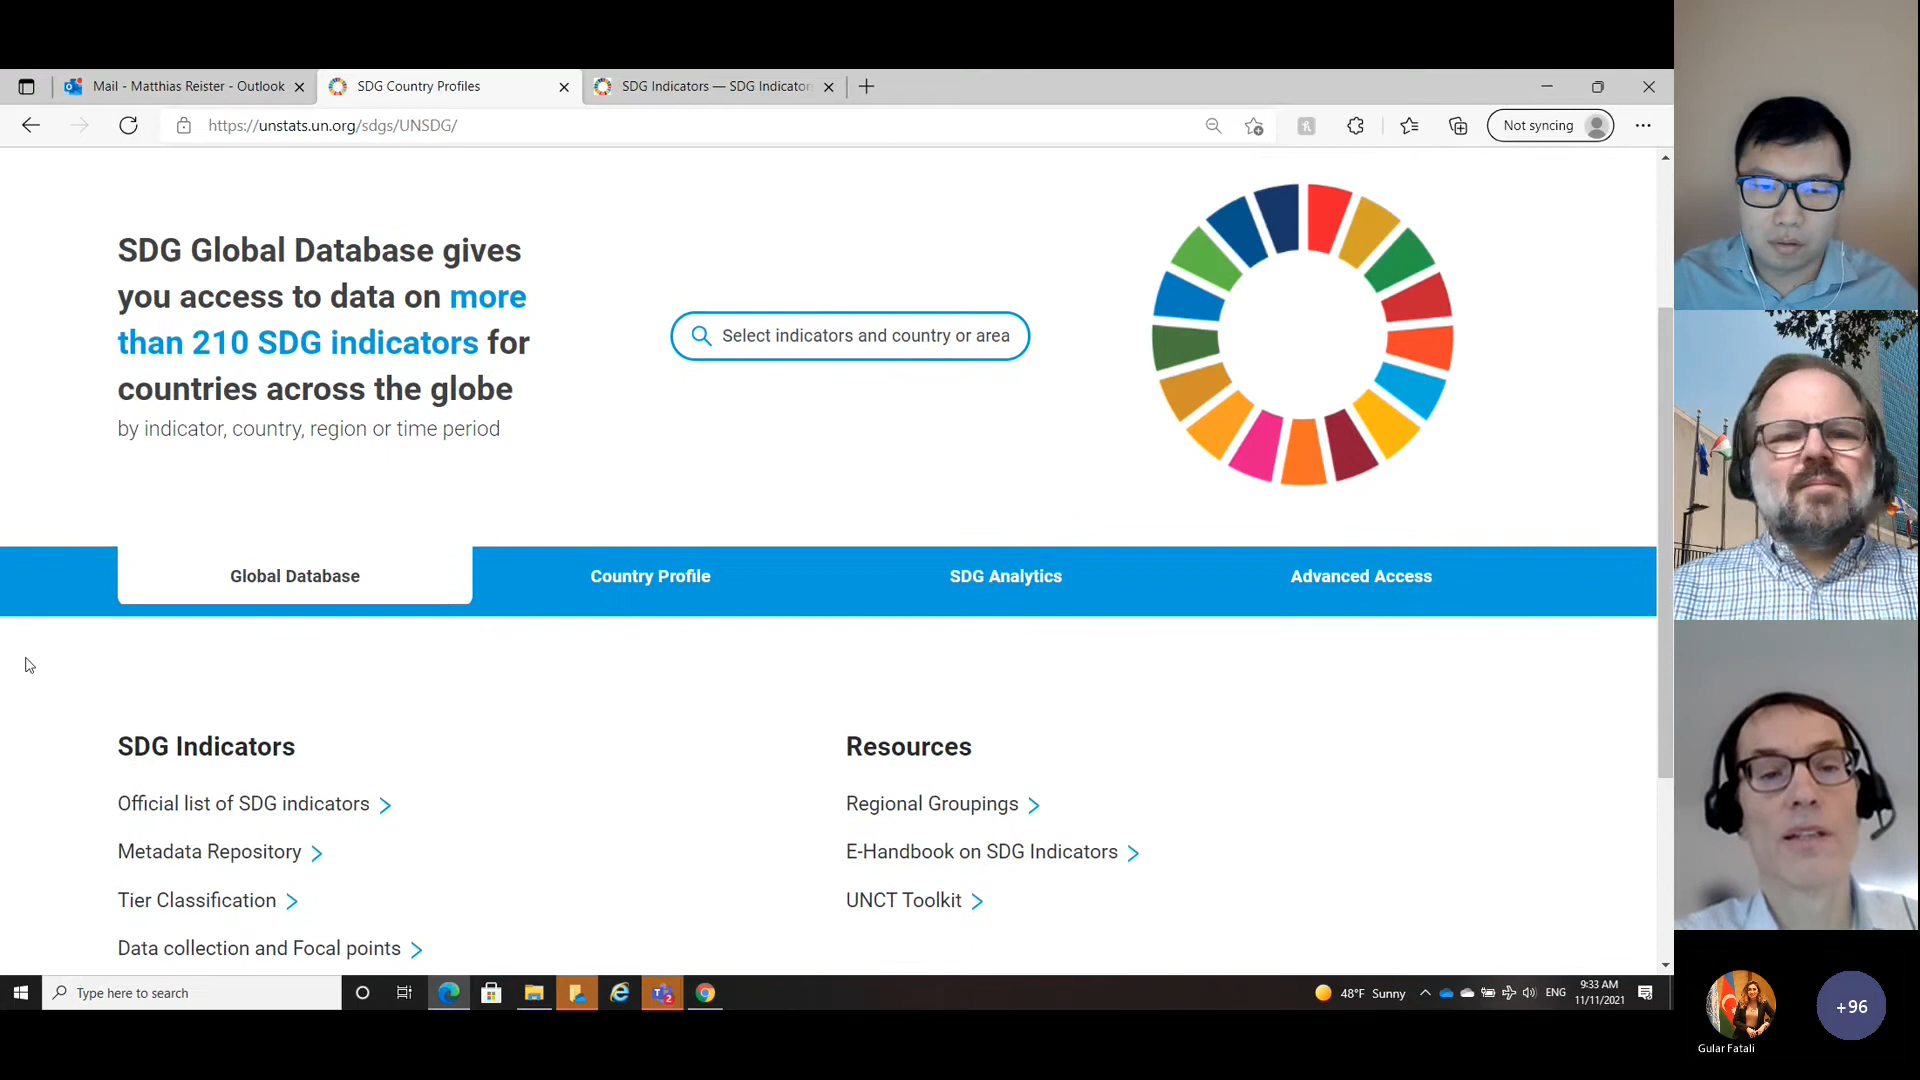 Mail - Matthias Reister - Outlook
SDG Country Profiles
SDG Indicators — SDG Indicator
https://unstats.un.org/sdgs/UNSDG/
Not syncing
SDG Global Database gives
you access to data on more
than 210 SDG indicators for
countries across the globe
by indicator, country, region or time period
Select indicators and country or area
Global Database
Country Profile
SDG Analytics
Advanced Access
SDG Indicators
Official list of SDG indicators
Metadata Repository
Tier Classification
Data collection and Focal points
Resources
Regional Groupings
E-Handbook on SDG Indicators
UNCT Toolkit
Type here to search
2
48°F Sunny
ENG
9:33 AM
11/11/2021
Gular Fatali
+96